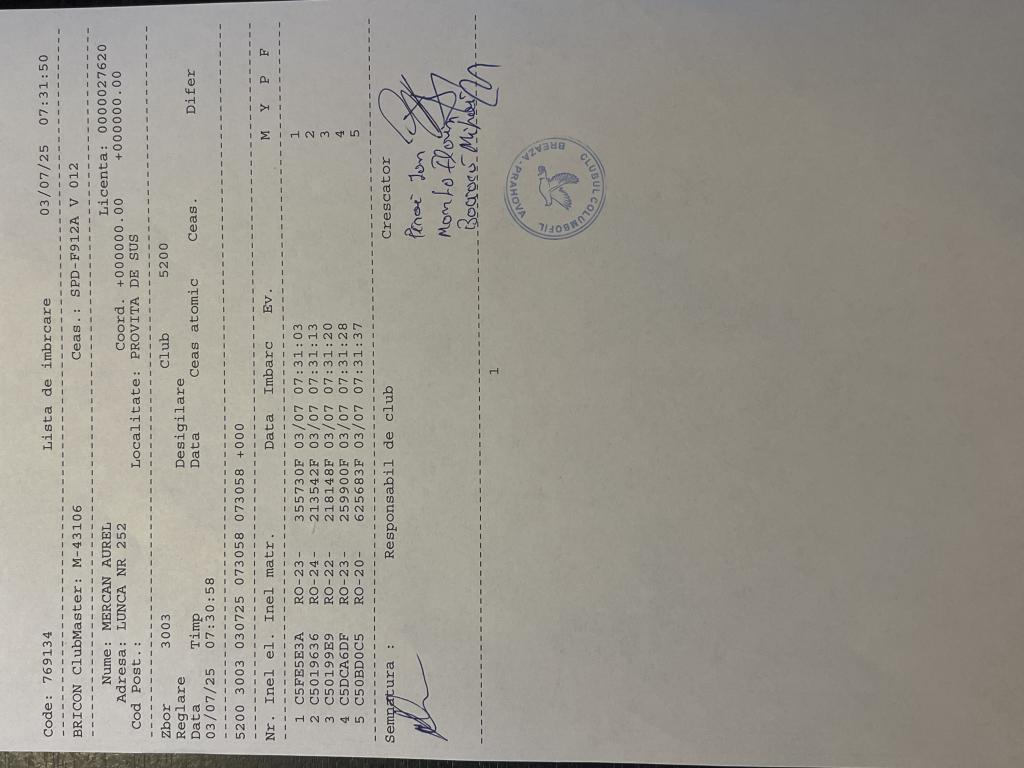 Code: 769134 Lista de imbrcare 03/07/25 07:31:50
BRICON ClubMaster: M-43106 Ceas.: SPD-F912A V 012
Nume: MERCAN AUREL Licenta: 0000027620
Adresa: LUNCA NR 252 Coord. +000000.00 +000000.00
Cod Post.: Localitate: PROVITA DE SUS
Zbor 3003 Club 5200
Reglare Desigilare
Data Timp Data Ceas atomic Ceas. Difer
03/07/25 07:30:58
5200 3003 030725 073058 073058 +000
Nr. Inel el. Inel matr. Data Imbarc Ev. M Y P F
1 C5FE5E3A RO-23- 355730F 03/07 07:31:03 1
2 C5019636 RO-24- 213542F 03/07 07:31:13 2
3 C50199E9 RO-22- 218148F 03/07 07:31:20 3
4 C5DCA6DF RO-23- 259900F 03/07 07:31:28 4
5 C50BD0C5 RO-20- 625683F 03/07 07:31:37 5
Semnatura : Responsabil de club Crescator
Ion
1
CLUBUL COLUMBOFIL
BREAZA-PRAHOVA